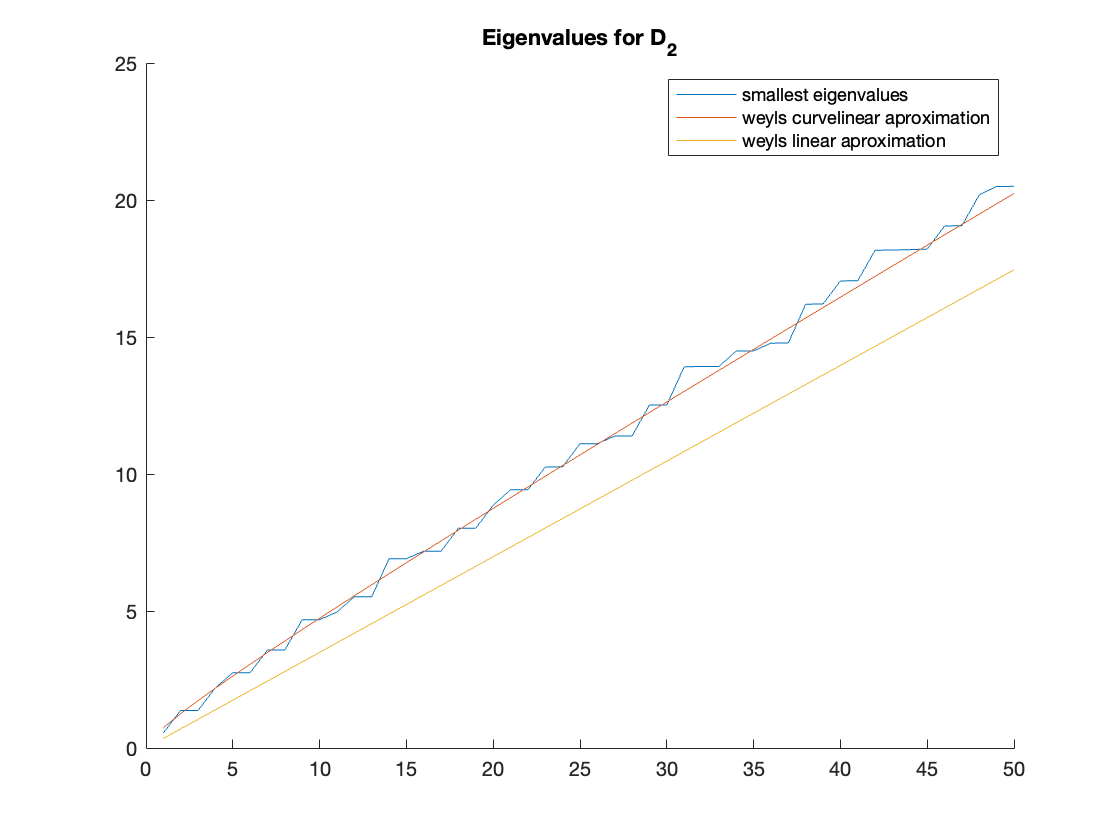 Eigenvalues for D_2
25
smallest eigenvalues
weyls curvelinear aproximation
weyls linear aproximation
20
15
10
5
0
0 5 10 15 20 25 30 35 40 45 50